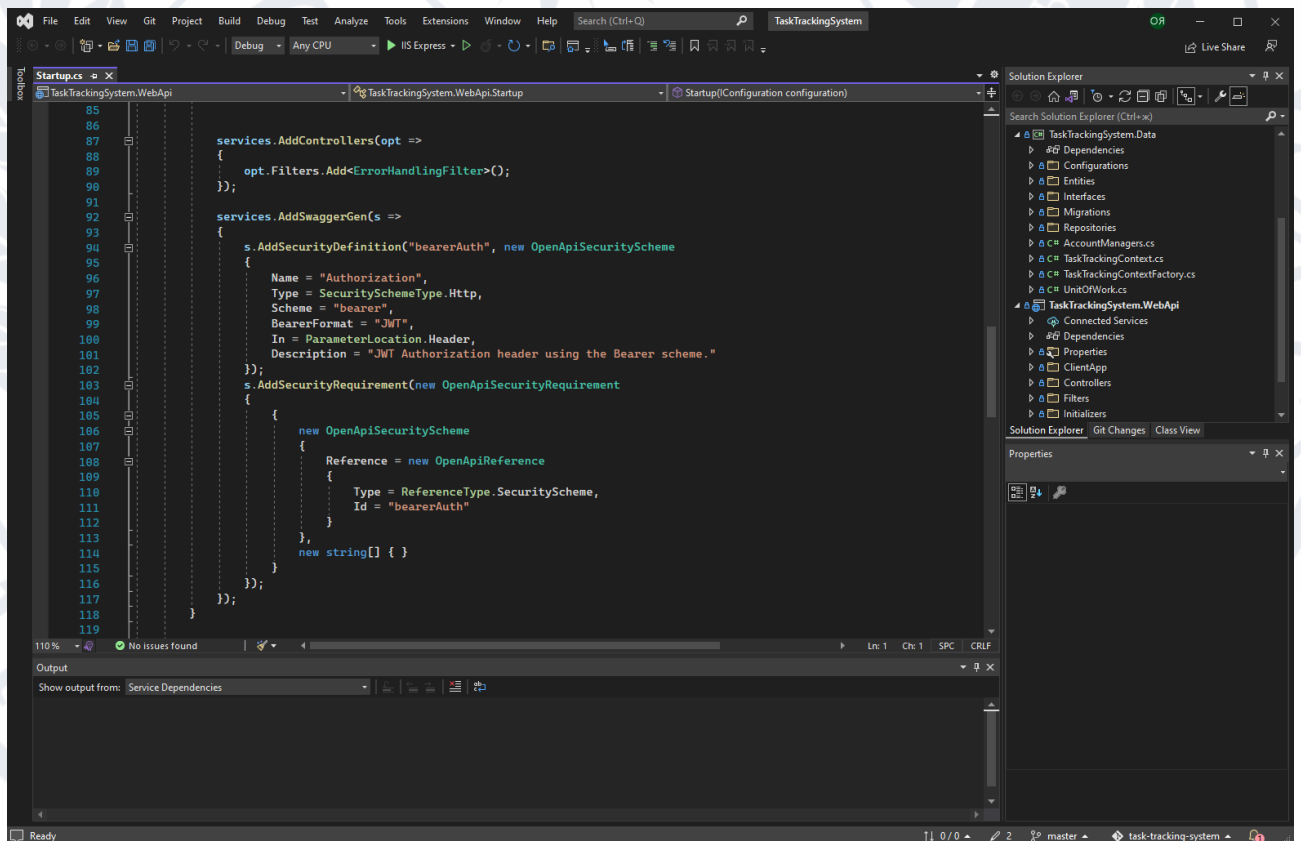 File Edit View Git Project Build Debug Test Analyze Tools Extensions Window Help Search (Ctrl+Q) TaskTrackingSystem ОЯ
Debug Any CPU IIS Express Live Share
Toolbox
Startup.cs
TaskTrackingSystem.WebApi TaskTrackingSystem.WebApi.Startup Startup(IConfiguration configuration)
85
86
87 services.AddControllers(opt =>
88 {
89 opt.Filters.Add<ErrorHandlingFilter>();
90 });
91
92 services.AddSwaggerGen(s =>
93 {
94 s.AddSecurityDefinition("bearerAuth", new OpenApiSecurityScheme
95 {
96 Name = "Authorization",
97 Type = SecuritySchemeType.Http,
98 Scheme = "bearer",
99 BearerFormat = "JWT",
100 In = ParameterLocation.Header,
101 Description = "JWT Authorization header using the Bearer scheme."
102 });
103 s.AddSecurityRequirement(new OpenApiSecurityRequirement
104 {
105 {
106 new OpenApiSecurityScheme
107 {
108 Reference = new OpenApiReference
109 {
110 Type = ReferenceType.SecurityScheme,
111 Id = "bearerAuth"
112 }
113 },
114 new string[] { }
115 }
116 });
117 });
118 }
119
110 % No issues found Ln: 1 Ch: 1 SPC CRLF
Output
Show output from: Service Dependencies
Solution Explorer
Search Solution Explorer (Ctrl+ж)
TaskTrackingSystem.Data
Dependencies
Configurations
Entities
Interfaces
Migrations
Repositories
C# AccountManagers.cs
C# TaskTrackingContext.cs
C# TaskTrackingContextFactory.cs
C# UnitOfWork.cs
TaskTrackingSystem.WebApi
Connected Services
Dependencies
Properties
ClientApp
Controllers
Filters
Initializers
Solution Explorer Git Changes Class View
Properties
Ready 0 / 0 2 master task-tracking-system 1